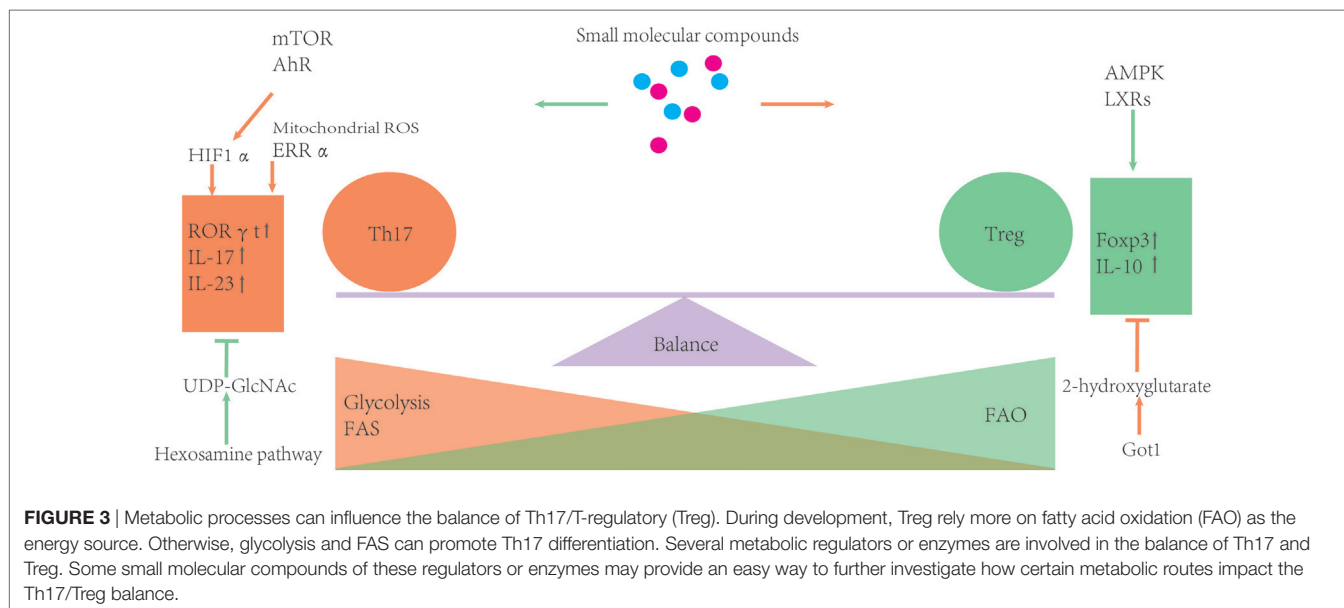 mTOR
AhR
Small molecular compounds
AMPK
LXRs
Mitochondrial ROS
ERR α
HIF1 α
ROR γ t↑
IL-17↑
IL-23↑
Th17
Treg
Foxp3↑
IL-10 ↑
Balance
UDP-GlcNAc
Hexosamine pathway
Glycolysis
FAS
FAO
2-hydroxyglutarate
Got1
FIGURE 3 | Metabolic processes can influence the balance of Th17/T-regulatory (Treg). During development, Treg rely more on fatty acid oxidation (FAO) as the
energy source. Otherwise, glycolysis and FAS can promote Th17 differentiation. Several metabolic regulators or enzymes are involved in the balance of Th17 and
Treg. Some small molecular compounds of these regulators or enzymes may provide an easy way to further investigate how certain metabolic routes impact the
Th17/Treg balance.